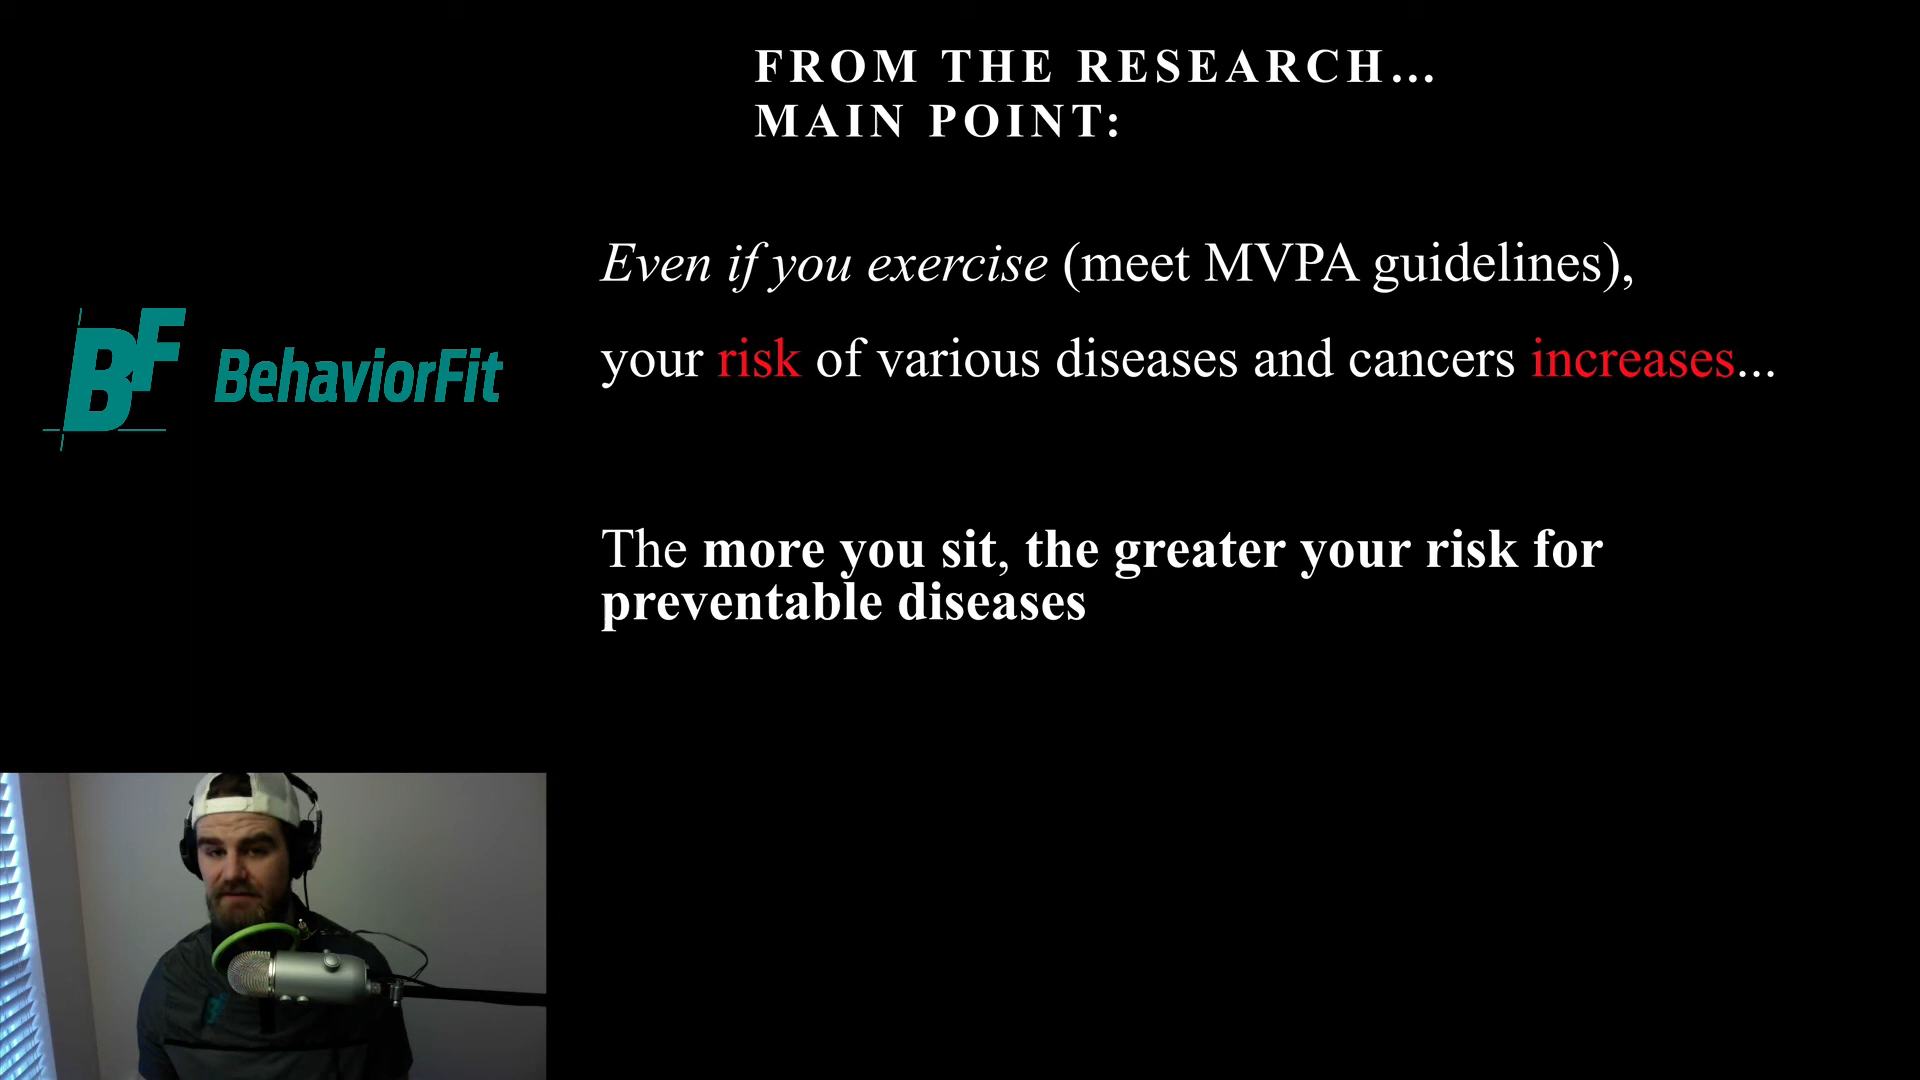 FROM THE RESEARCH...
MAIN POINT:
Even if you exercise (meet MVPA guidelines),
your risk of various diseases and cancers increases...
BF BehaviorFit
The more you sit, the greater your risk for
preventable diseases